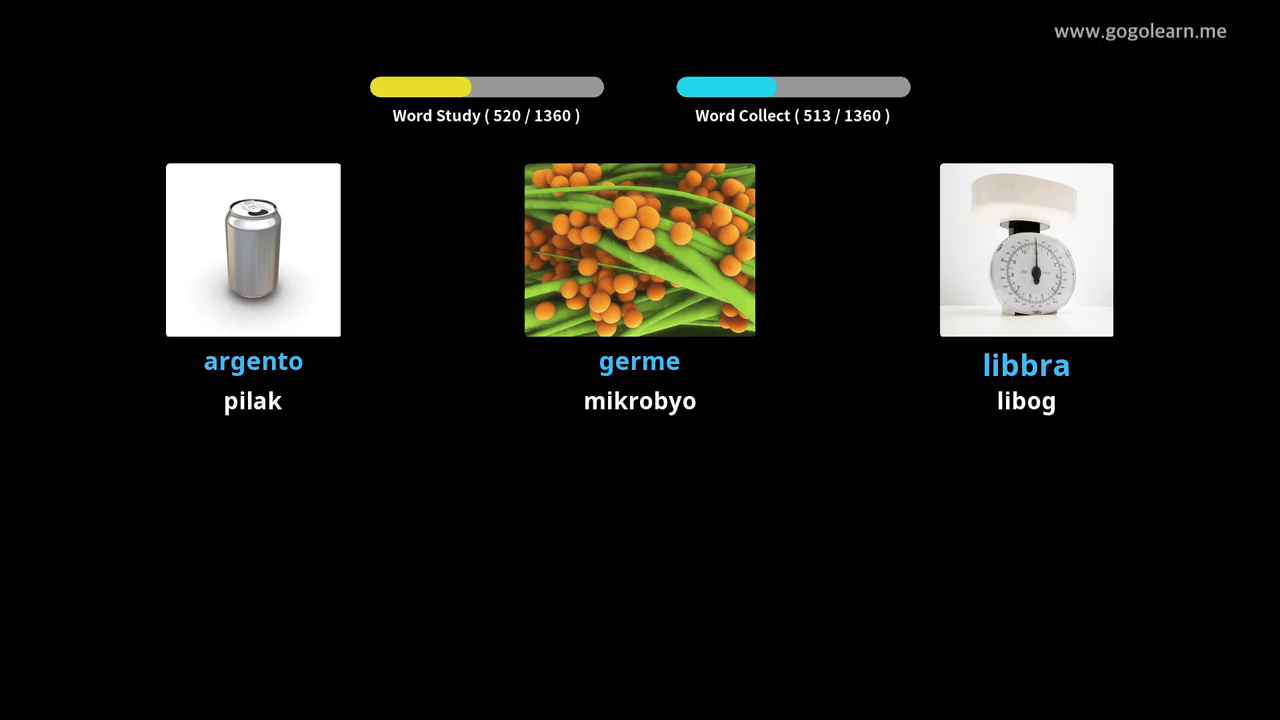 www.gogolearn.me
Word Study ( 520 / 1360 )
Word Collect ( 513 / 1360 )
argento
germe
libbra
pilak
mikrobyo
libog